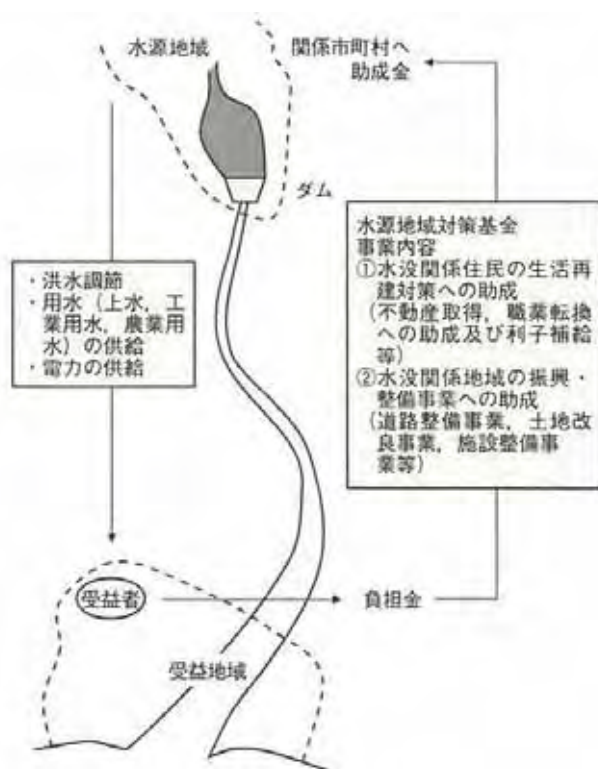 水源地域
関係市町村へ
助成金
ダム
・洪水調節
・用水（上水，工
業用水，農業用
水）の供給
・電力の供給
水源地域対策基金
事業内容
①水没関係住民の生活再
建対策への助成
（不動産取得，職業転換
への助成及び利子補給
等）
②水没関係地域の振興・
整備事業への助成
（道路整備事業，土地改
良事業，施設整備事
業等）
受益者
負担金
受益地域